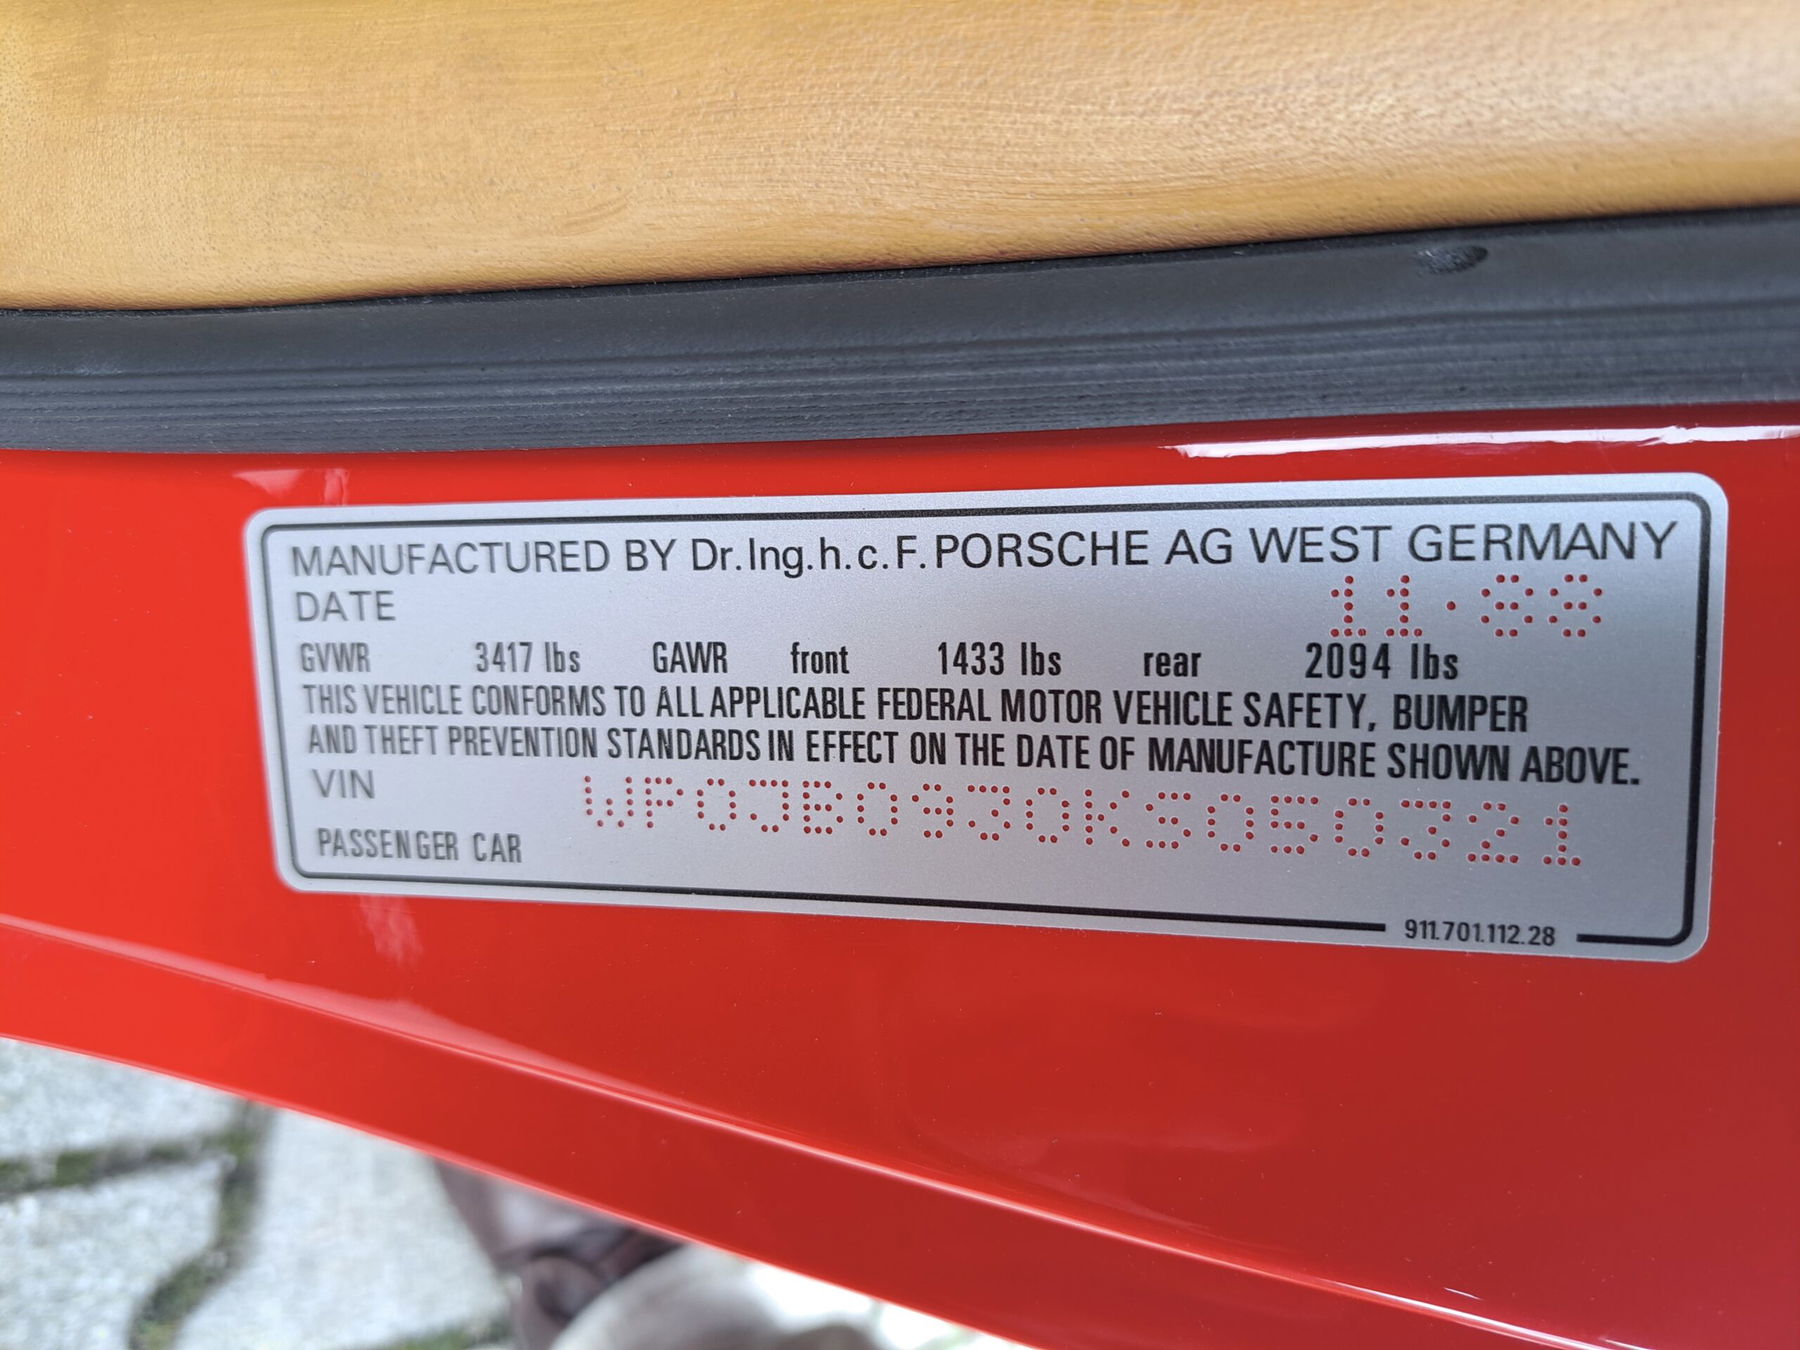 MANUFACTURED BY Dr.Ing.h.c.F.PORSCHE AG WEST GERMANY
DATE 11.88
GVWR 3417 lbs GAWR front 1433 lbs rear 2094 lbs
THIS VEHICLE CONFORMS TO ALL APPLICABLE FEDERAL MOTOR VEHICLE SAFETY, BUMPER
AND THEFT PREVENTION STANDARDS IN EFFECT ON THE DATE OF MANUFACTURE SHOWN ABOVE.
VIN WP0JB0930KS050321
PASSENGER CAR
911.701.112.28